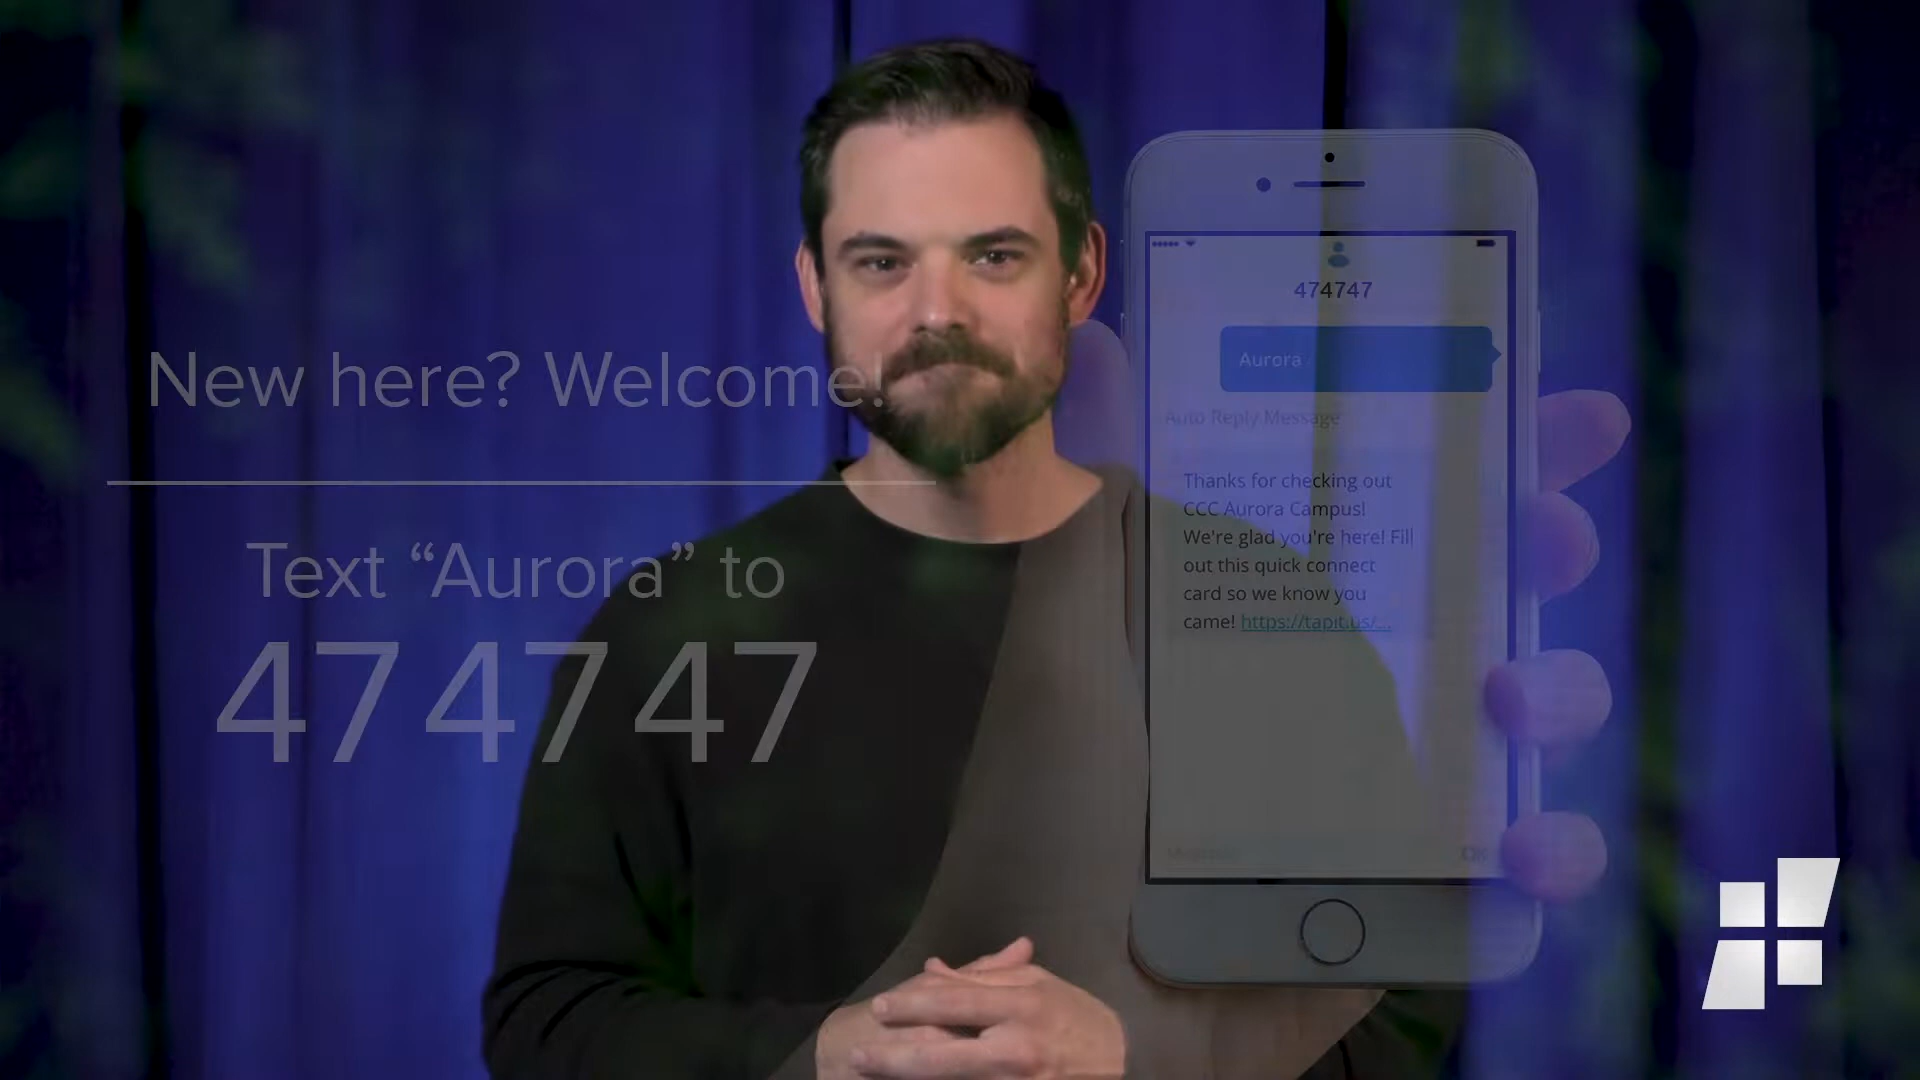 New here? Welcome!
Text “Aurora” to
474747
474747
Aurora
Auto Reply Message
Thanks for checking out
CCC Aurora Campus!
We're glad you're here! Fill
out this quick connect
card so we know you
came! https://tapit.us/...